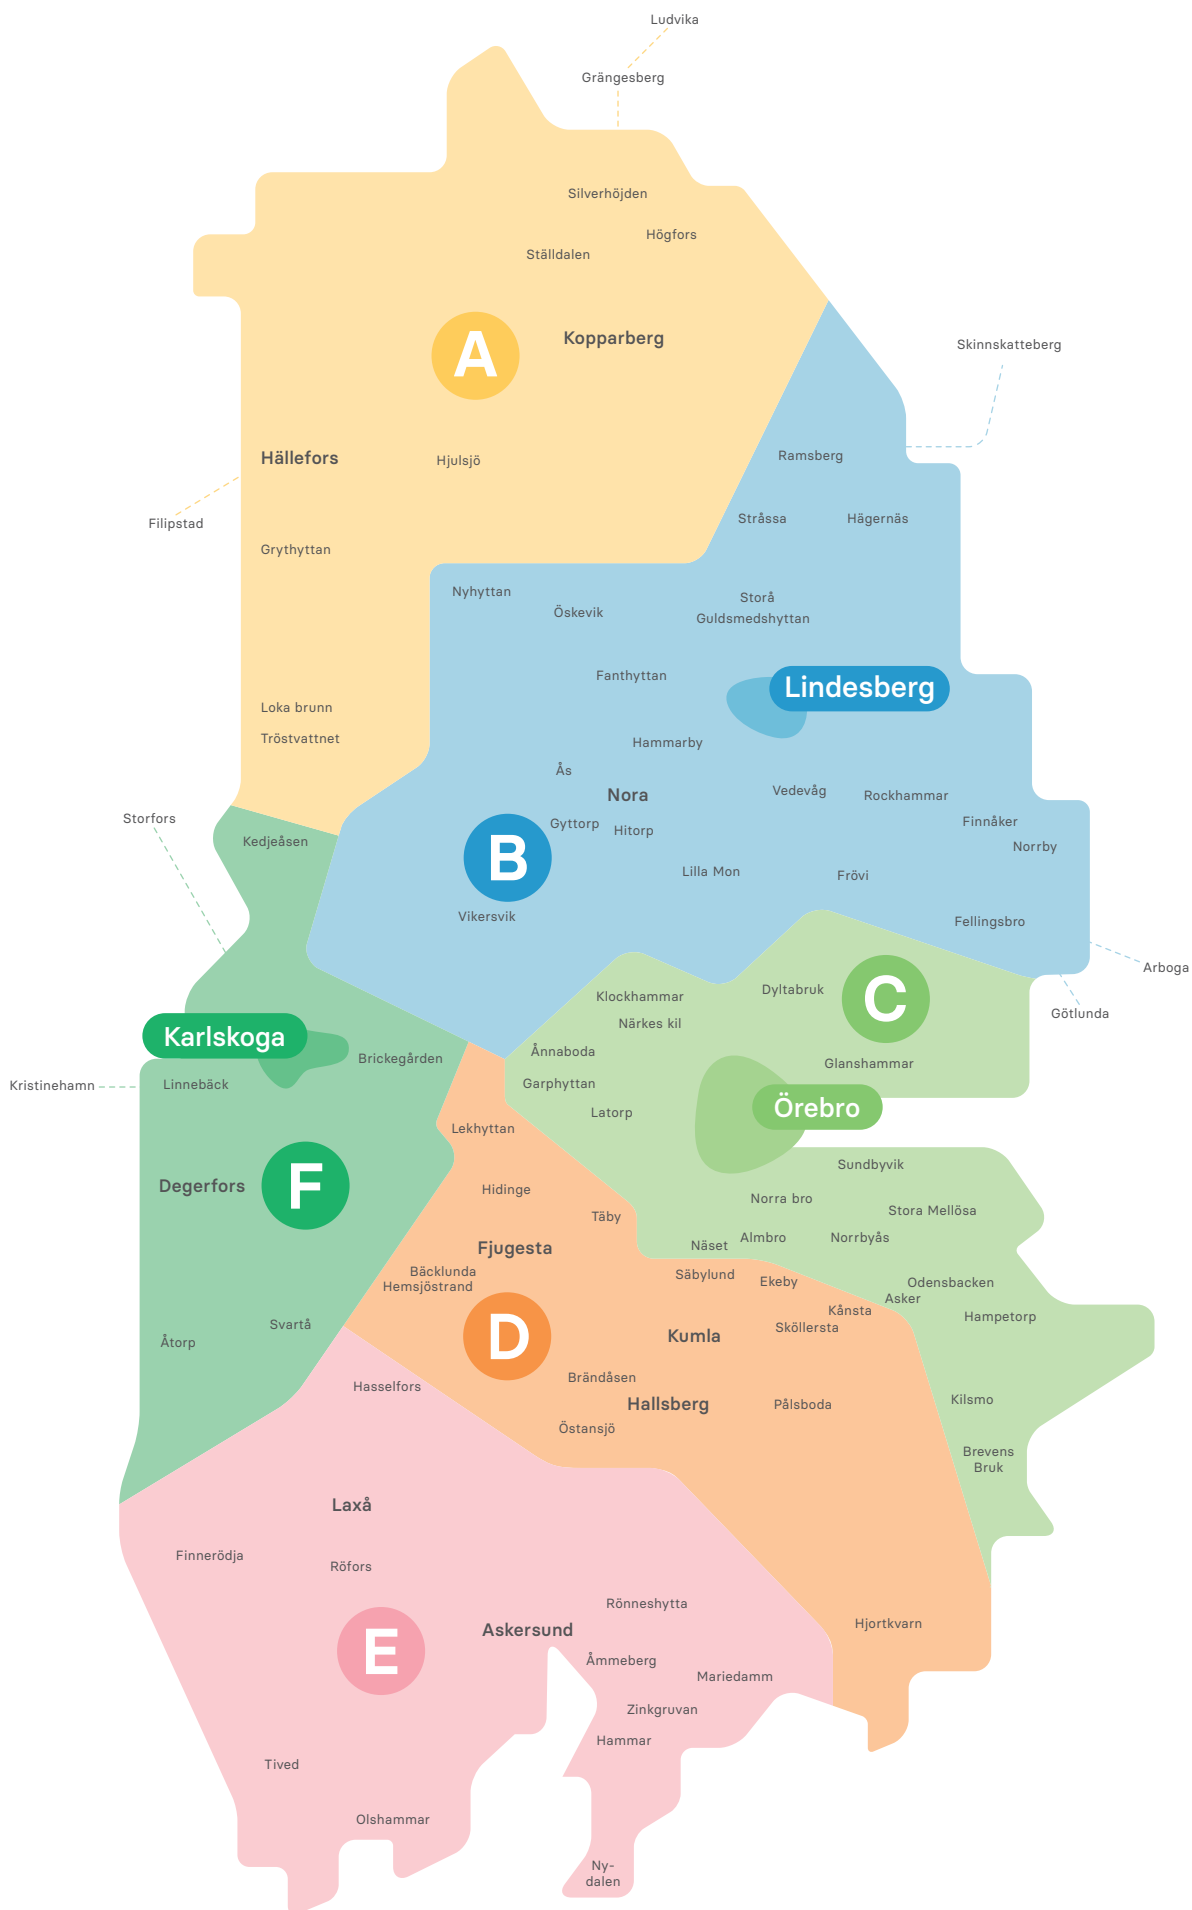 Ludvika
Grängesberg
Silverhöjden
Högfors
Ställdalen
Kopparberg
A
Skinnskatteberg
Hällefors
Hjulsjö
Ramsberg
Filipstad
Stråssa
Hägernäs
Grythyttan
Nyhyttan
Öskevik
Storå
Guldsmedshyttan
Fanthyttan
Lindesberg
Loka brunn
Tröstvattnet
Hammarby
Ås
Nora
Vedevåg
Rockhammar
Storfors
Gyttorp
Hitorp
Finnåker
Kedjeåsen
Norrby
B
Lilla Mon
Frövi
Vikersvik
Fellingsbro
Arboga
Klockhammar
Dyltabruk
C
Götlunda
Närkes kil
Karlskoga
Ånnaboda
Brickegården
Glanshammar
Kristinehamn
Linnebäck
Garphyttan
Latorp
Örebro
Lekhyttan
Sundbyvik
Degerfors
F
Hidinge
Norra bro
Täby
Stora Mellösa
Fjugesta
Näset
Almbro
Norrbyås
Bäcklunda
Hemsjöstrand
Säbylund
Ekeby
Odensbacken
Asker
Kånsta
Hampetorp
Svartå
Åtorp
D
Kumla
Sköllersta
Brändåsen
Hasselfors
Hallsberg
Pålsboda
Kilsmo
Östansjö
Brevens
Bruk
Laxå
Finnerödja
Röfors
Rönneshytta
Askersund
Hjortkvarn
E
Åmmeberg
Mariedamm
Zinkgruvan
Hammar
Tived
Olshammar
Ny-
dalen